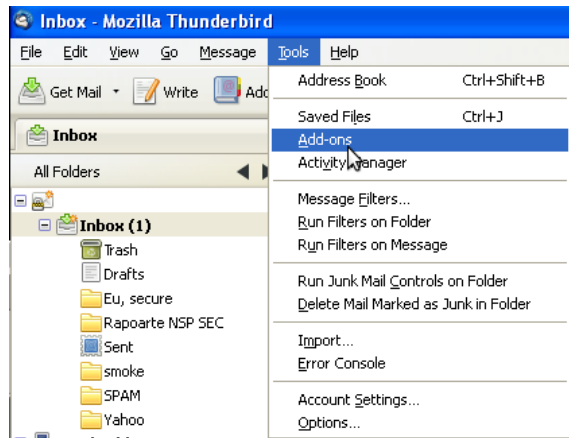 Inbox - Mozilla Thunderbird
File Edit View Go Message Tools Help
Get Mail Write
Inbox
All Folders
Inbox (1)
Trash
Drafts
Eu, secure
Rapoarte NSP SEC
Sent
smoke
SPAM
Yahoo
Address Book Ctrl+Shift+B
Saved Files Ctrl+J
Add-ons
Activity Manager
Message Filters...
Run Filters on Folder
Run Filters on Message
Run Junk Mail Controls on Folder
Delete Mail Marked as Junk in Folder
Import...
Error Console
Account Settings...
Options...